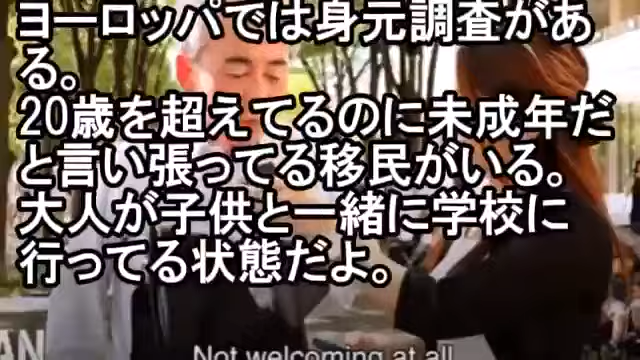 ヨーロッパでは身元調査があ
る。
20歳を超えてるのに未成年だ
と言い張ってる移民がいる。
大人が子供と一緒に学校に
行ってる状態だよ。
Not welcoming at all
AN